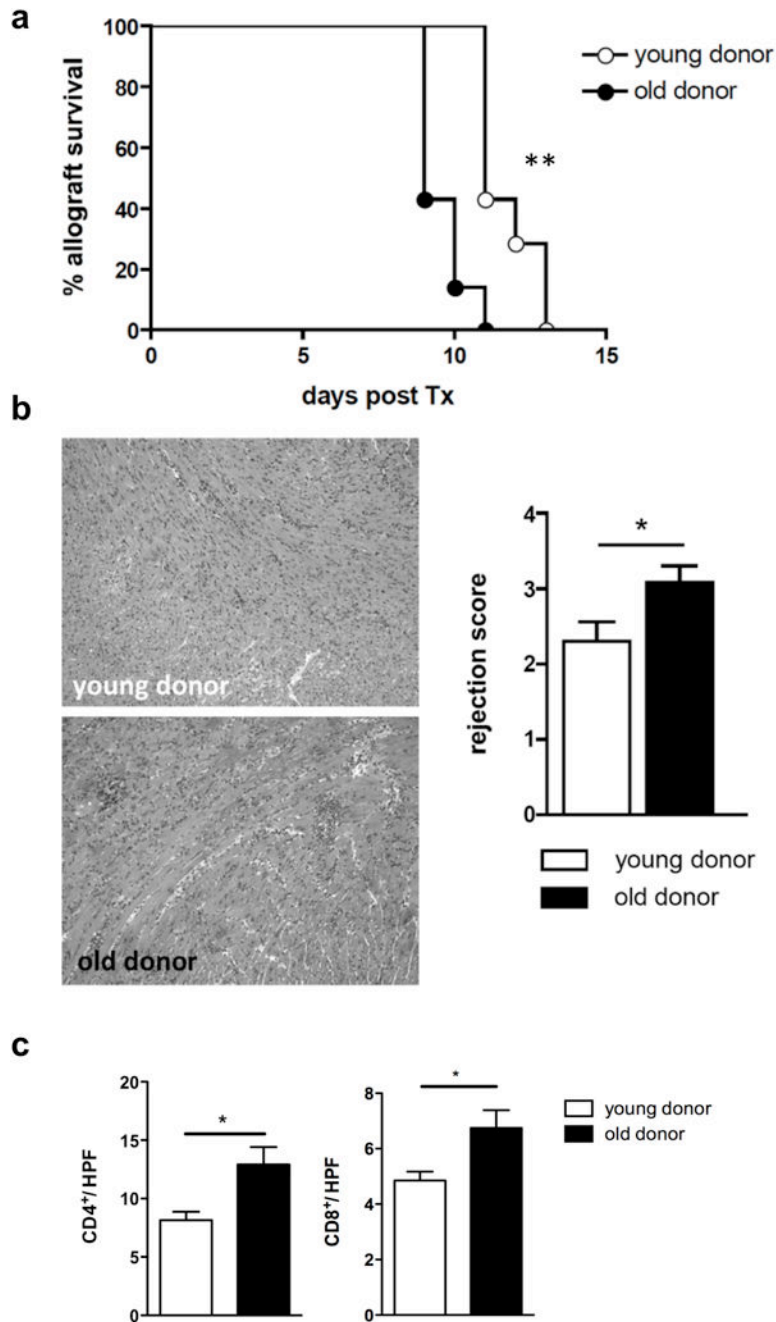 a
100
80
60
40
20
0
% allograft survival
0 5 10 15
days post Tx
**
young donor
old donor
b
young donor
old donor
4
3
2
1
0
rejection score
*
young donor
old donor
c
20
15
10
5
0
CD4⁺/HPF
*
8
6
4
2
0
CD8⁺/HPF
*
young donor
old donor